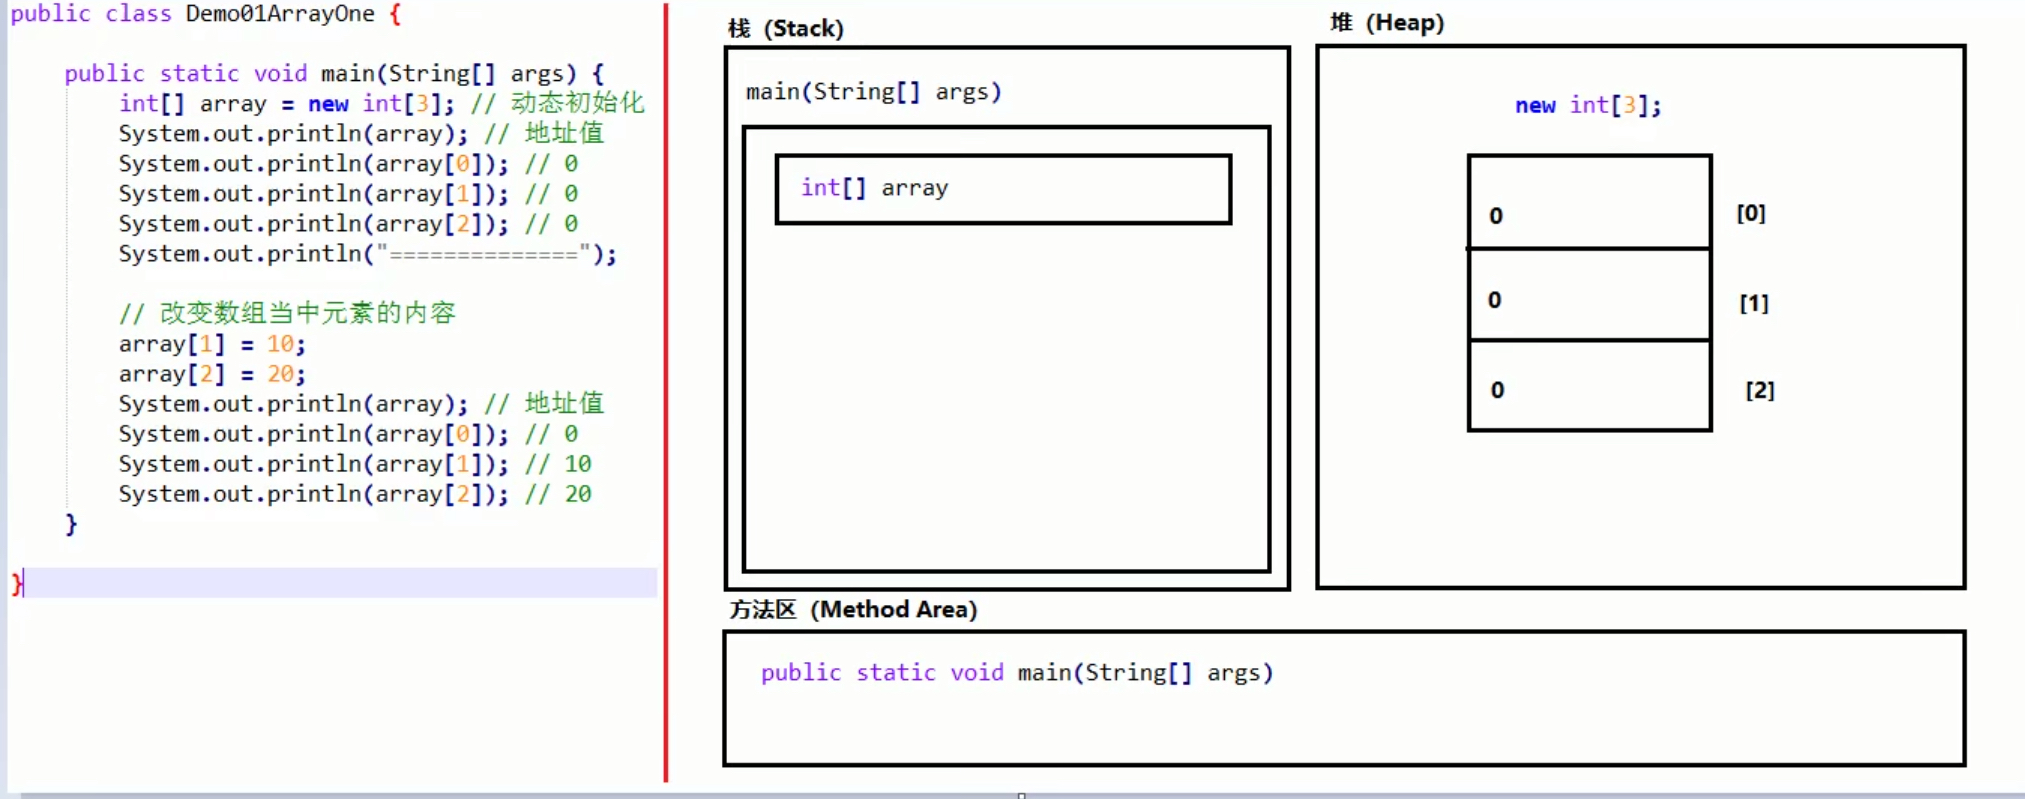 public class Demo01ArrayOne {
public static void main(String[] args) {
int[] array = new int[3]; // 动态初始化
System.out.println(array); // 地址值
System.out.println(array[0]); // 0
System.out.println(array[1]); // 0
System.out.println(array[2]); // 0
System.out.println("==============");
// 改变数组当中元素的内容
array[1] = 10;
array[2] = 20;
System.out.println(array); // 地址值
System.out.println(array[0]); // 0
System.out.println(array[1]); // 10
System.out.println(array[2]); // 20
}
}
栈（Stack）
main(String[] args)
int[] array
堆（Heap）
new int[3];
0 [0]
0 [1]
0 [2]
方法区（Method Area）
public static void main(String[] args)